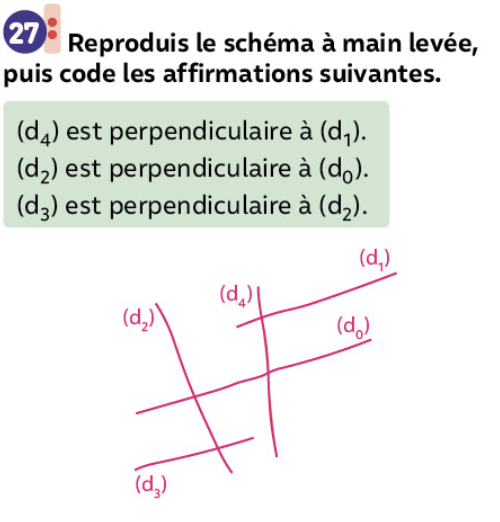 27 Reproduis le schéma à main levée,
puis code les affirmations suivantes.
(d₄) est perpendiculaire à (d₁).
(d₂) est perpendiculaire à (d₀).
(d₃) est perpendiculaire à (d₂).
(d₁)
(d₄)
(d₂)
(d₀)
(d₃)